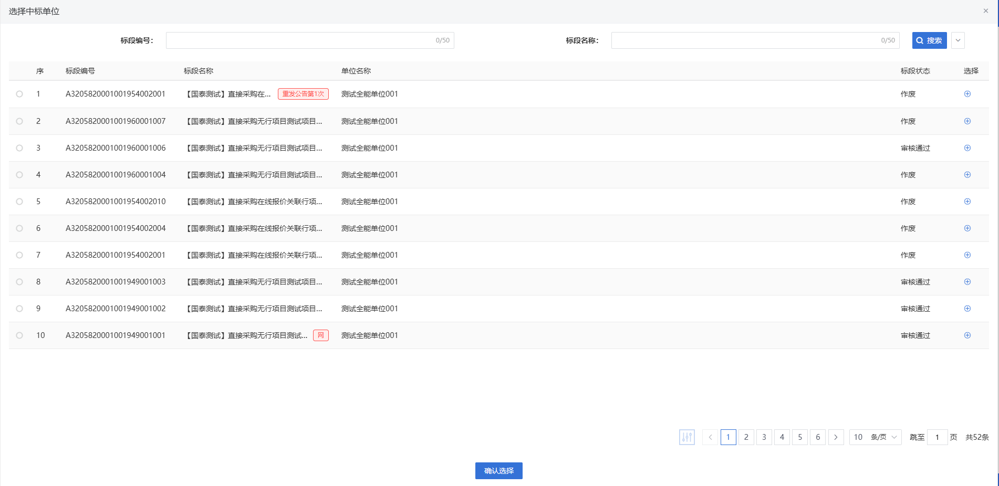 选择中标单位
标段编号： 0/50 标段名称： 0/50 搜索
序 标段编号 标段名称 单位名称 标段状态 选择
1 A3205820001001954002001 【国泰测试】直接采购在... 重发公告第1次 测试全能单位001 作废
2 A3205820001001960001007 【国泰测试】直接采购无行项目测试项目... 测试全能单位001 作废
3 A3205820001001960001006 【国泰测试】直接采购无行项目测试项目... 测试全能单位001 审核通过
4 A3205820001001960001004 【国泰测试】直接采购无行项目测试项目... 测试全能单位001 作废
5 A3205820001001954002010 【国泰测试】直接采购在线报价关联行项... 测试全能单位001 作废
6 A3205820001001954002004 【国泰测试】直接采购在线报价关联行项... 测试全能单位001 作废
7 A3205820001001954002001 【国泰测试】直接采购在线报价关联行项... 测试全能单位001 作废
8 A3205820001001949001003 【国泰测试】直接采购无行项目测试项目... 测试全能单位001 审核通过
9 A3205820001001949001002 【国泰测试】直接采购无行项目测试项目... 测试全能单位001 审核通过
10 A3205820001001949001001 【国泰测试】直接采购无行项目测试... 网 测试全能单位001 审核通过
1 2 3 4 5 6 10 条/页 跳至 1 页 共52条
确认选择